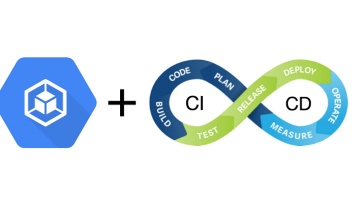 +
CODE
PLAN
BUILD
TEST
RELEASE
DEPLOY
OPERATE
MEASURE
CI
CD